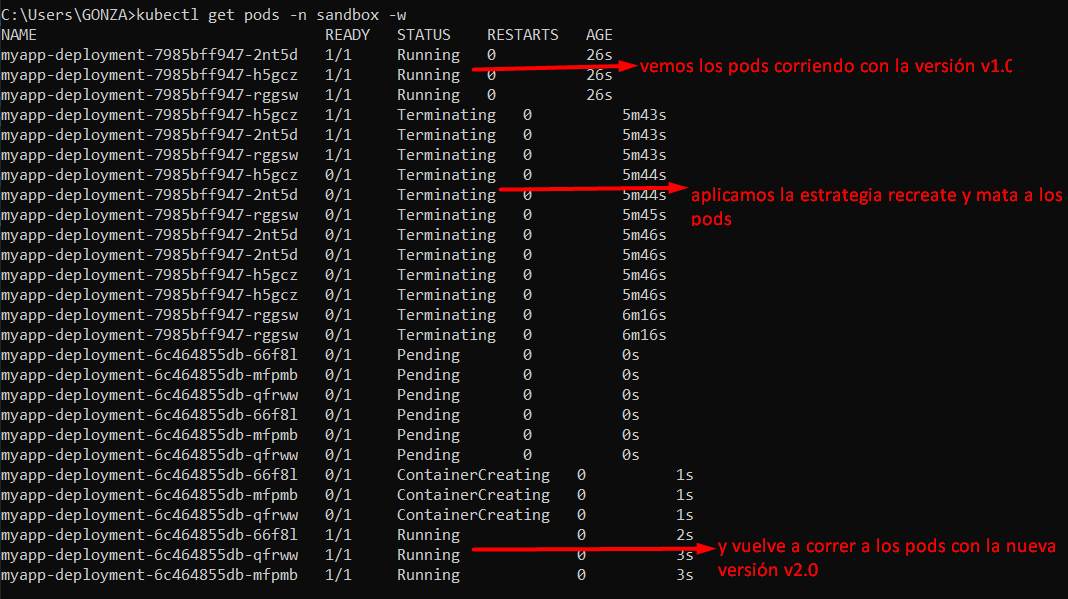 C:\Users\GONZA>kubectl get pods -n sandbox -w
NAME READY STATUS RESTARTS AGE
myapp-deployment-7985bff947-2nt5d 1/1 Running 0 26s
myapp-deployment-7985bff947-h5gcz 1/1 Running 0 26s
vemos los pods corriendo con la versión v1.0
myapp-deployment-7985bff947-rggsw 1/1 Running 0 26s
myapp-deployment-7985bff947-h5gcz 1/1 Terminating 0 5m43s
myapp-deployment-7985bff947-2nt5d 1/1 Terminating 0 5m43s
myapp-deployment-7985bff947-rggsw 1/1 Terminating 0 5m43s
myapp-deployment-7985bff947-h5gcz 0/1 Terminating 0 5m44s
myapp-deployment-7985bff947-2nt5d 0/1 Terminating 0 5m44s
aplicamos la estrategia recreate y mata a los
pods
myapp-deployment-7985bff947-rggsw 0/1 Terminating 0 5m45s
myapp-deployment-7985bff947-2nt5d 0/1 Terminating 0 5m46s
myapp-deployment-7985bff947-2nt5d 0/1 Terminating 0 5m46s
myapp-deployment-7985bff947-h5gcz 0/1 Terminating 0 5m46s
myapp-deployment-7985bff947-h5gcz 0/1 Terminating 0 5m46s
myapp-deployment-7985bff947-rggsw 0/1 Terminating 0 6m16s
myapp-deployment-7985bff947-rggsw 0/1 Terminating 0 6m16s
myapp-deployment-6c464855db-66f8l 0/1 Pending 0 0s
myapp-deployment-6c464855db-mfpmb 0/1 Pending 0 0s
myapp-deployment-6c464855db-qfrww 0/1 Pending 0 0s
myapp-deployment-6c464855db-66f8l 0/1 Pending 0 0s
myapp-deployment-6c464855db-mfpmb 0/1 Pending 0 0s
myapp-deployment-6c464855db-qfrww 0/1 Pending 0 0s
myapp-deployment-6c464855db-66f8l 0/1 ContainerCreating 0 1s
myapp-deployment-6c464855db-mfpmb 0/1 ContainerCreating 0 1s
myapp-deployment-6c464855db-qfrww 0/1 ContainerCreating 0 1s
myapp-deployment-6c464855db-66f8l 1/1 Running 0 2s
myapp-deployment-6c464855db-qfrww 1/1 Running 0 3s
y vuelve a correr a los pods con la nueva
versión v2.0
myapp-deployment-6c464855db-mfpmb 1/1 Running 0 3s